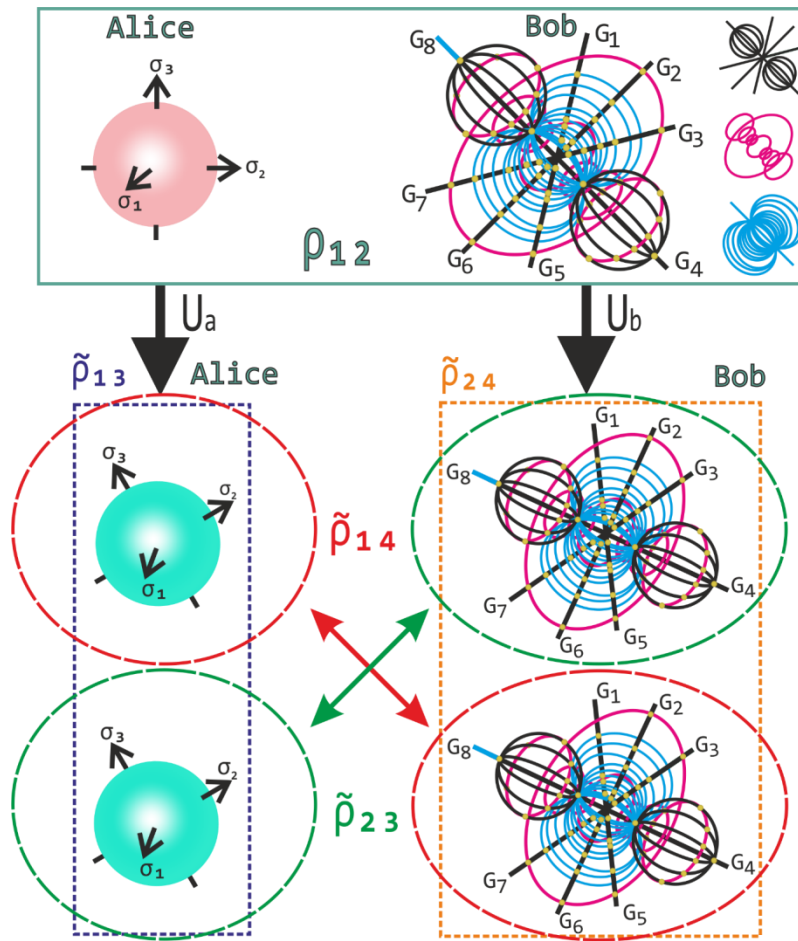 Alice
Bob
σ₃
σ₂
σ₁
G₈
G₁
G₂
G₃
G₇
G₆
G₅
G₄
ρ₁₂
Uₐ
U_b
ρ̃₁₃
Alice
ρ̃₂₄
Bob
σ₃
σ₂
σ₁
ρ̃₁₄
G₁
G₂
G₃
G₈
G₇
G₆
G₅
G₄
σ₃
σ₂
σ₁
ρ̃₂₃
G₁
G₂
G₃
G₈
G₇
G₆
G₅
G₄